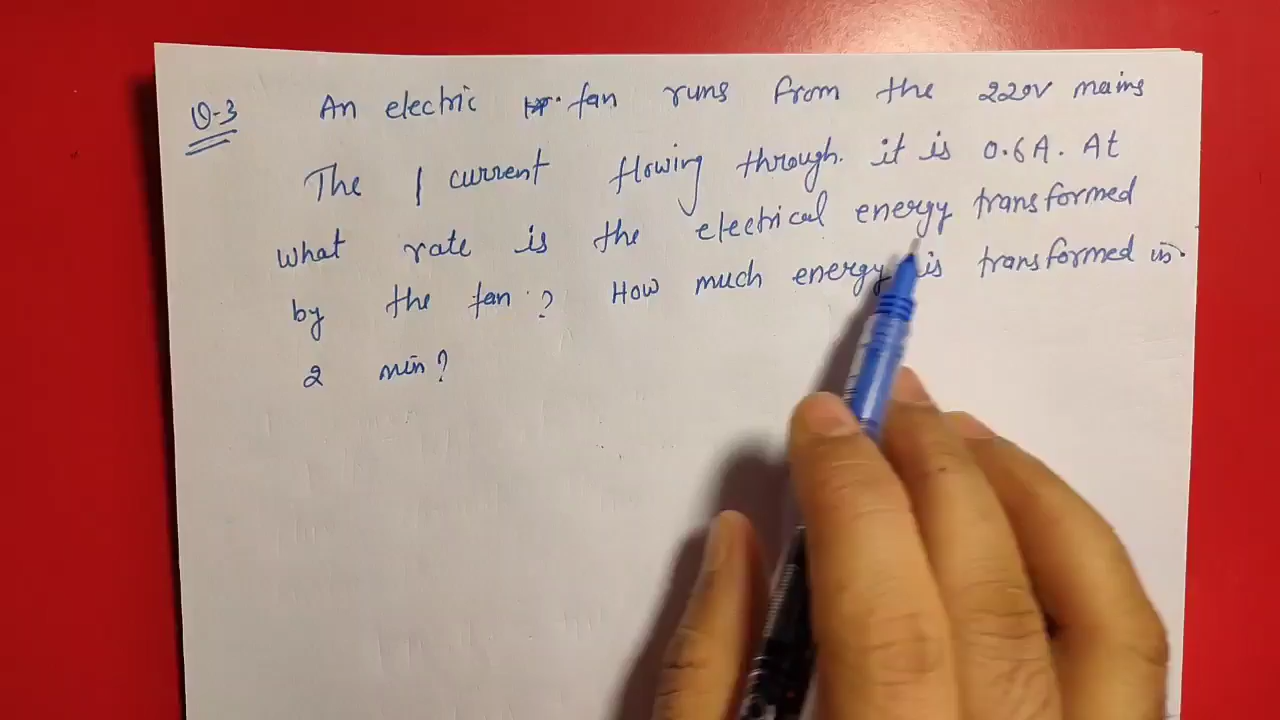 Q-3 An electric fan runs from the 220V mains
The current flowing through. it is 0.6A. At
what rate is the electrical energy transformed
by the fan? How much energy is transformed in
2 min?